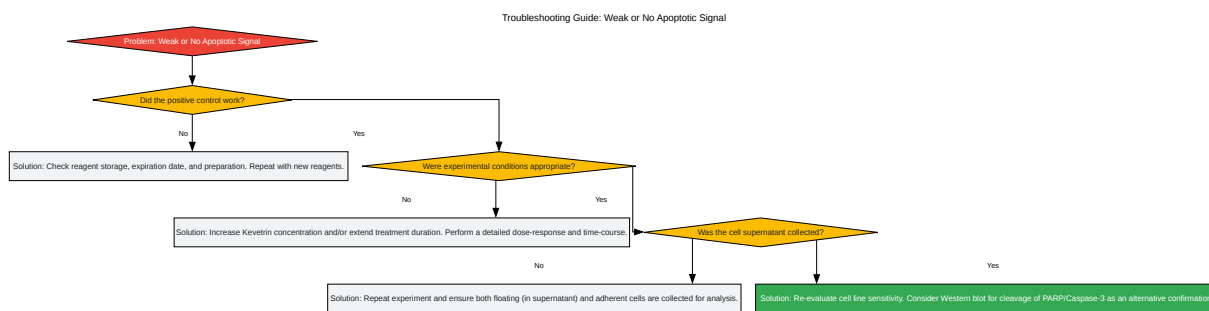 Troubleshooting Guide: Weak or No Apoptotic Signal
Problem: Weak or No Apoptotic Signal
Did the positive control work?
No
Yes
Solution: Check reagent storage, expiration date, and preparation. Repeat with new reagents.
Were experimental conditions appropriate?
No
Yes
Solution: Increase Kevetrin concentration and/or extend treatment duration. Perform a detailed dose-response and time-course.
Was the cell supernatant collected?
No
Yes
Solution: Repeat experiment and ensure both floating (in supernatant) and adherent cells are collected for analysis.
Solution: Re-evaluate cell line sensitivity. Consider Western blot for cleavage of PARP/Caspase-3 as an alternative confirmation